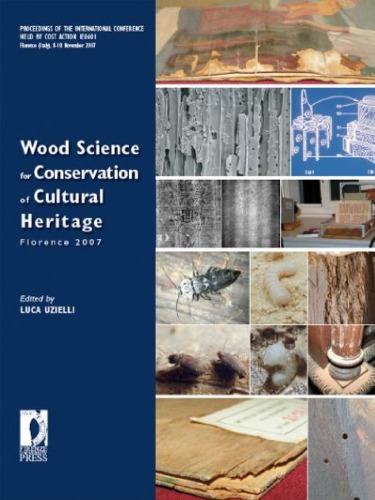 PROCEEDINGS OF THE INTERNATIONAL CONFERENCE
HELD BY COST ACTION IE0601
Florence (Italy), 8-10 November 2007
Wood Science
for Conservation
of Cultural
Heritage
Florence 2007
Edited by
LUCA UZIELLI
FIRENZE
UNIVERSITY
PRESS